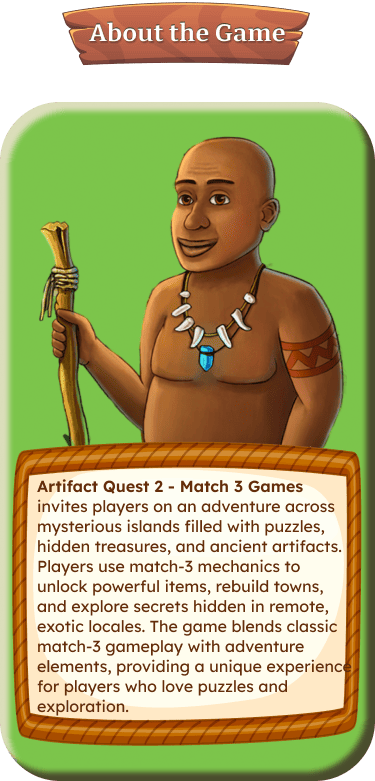 About the Game
Artifact Quest 2 - Match 3 Games
invites players on an adventure across
mysterious islands filled with puzzles,
hidden treasures, and ancient artifacts.
Players use match-3 mechanics to
unlock powerful items, rebuild towns,
and explore secrets hidden in remote,
exotic locales. The game blends classic
match-3 gameplay with adventure
elements, providing a unique experience
for players who love puzzles and
exploration.